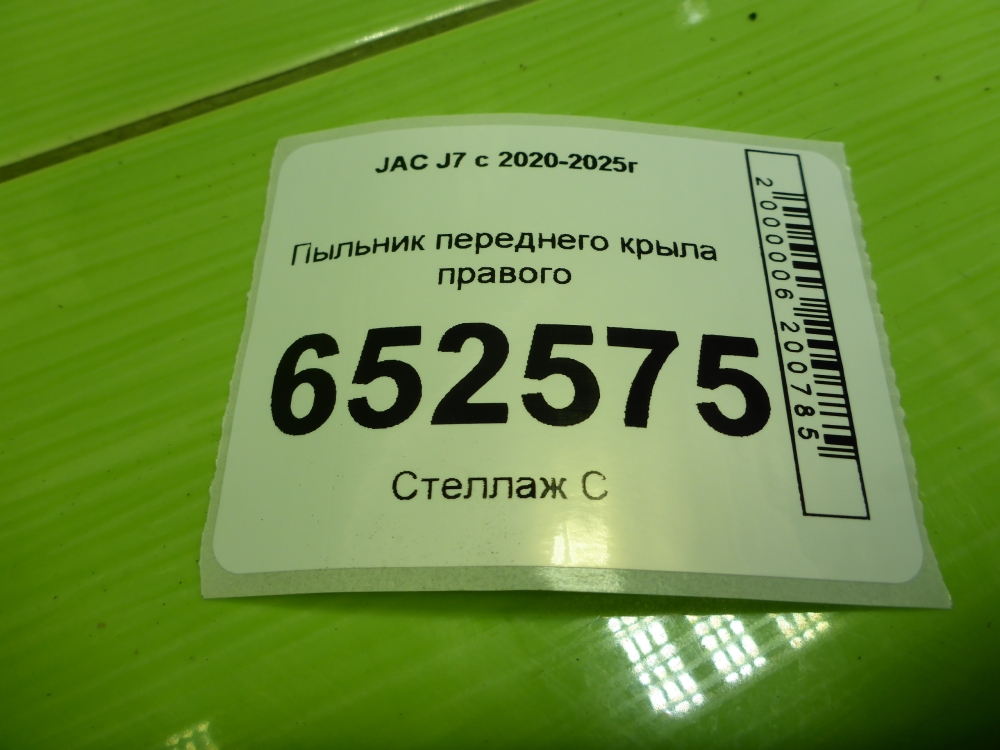 JAC J7 с 2020-2025г
Пыльник переднего крыла
правого
652575
Стеллаж С
2000006200785